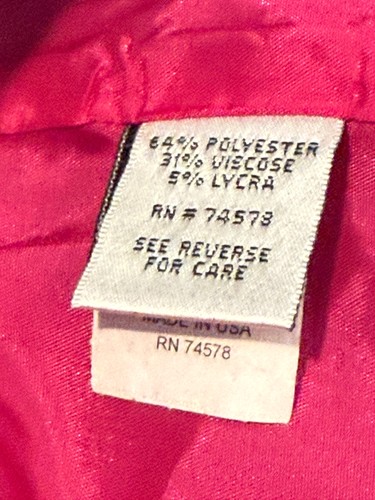 64% POLYESTER
31% VISCOSE
5% LYCRA
RN # 74578
SEE REVERSE
FOR CARE
MADE IN USA
RN 74578